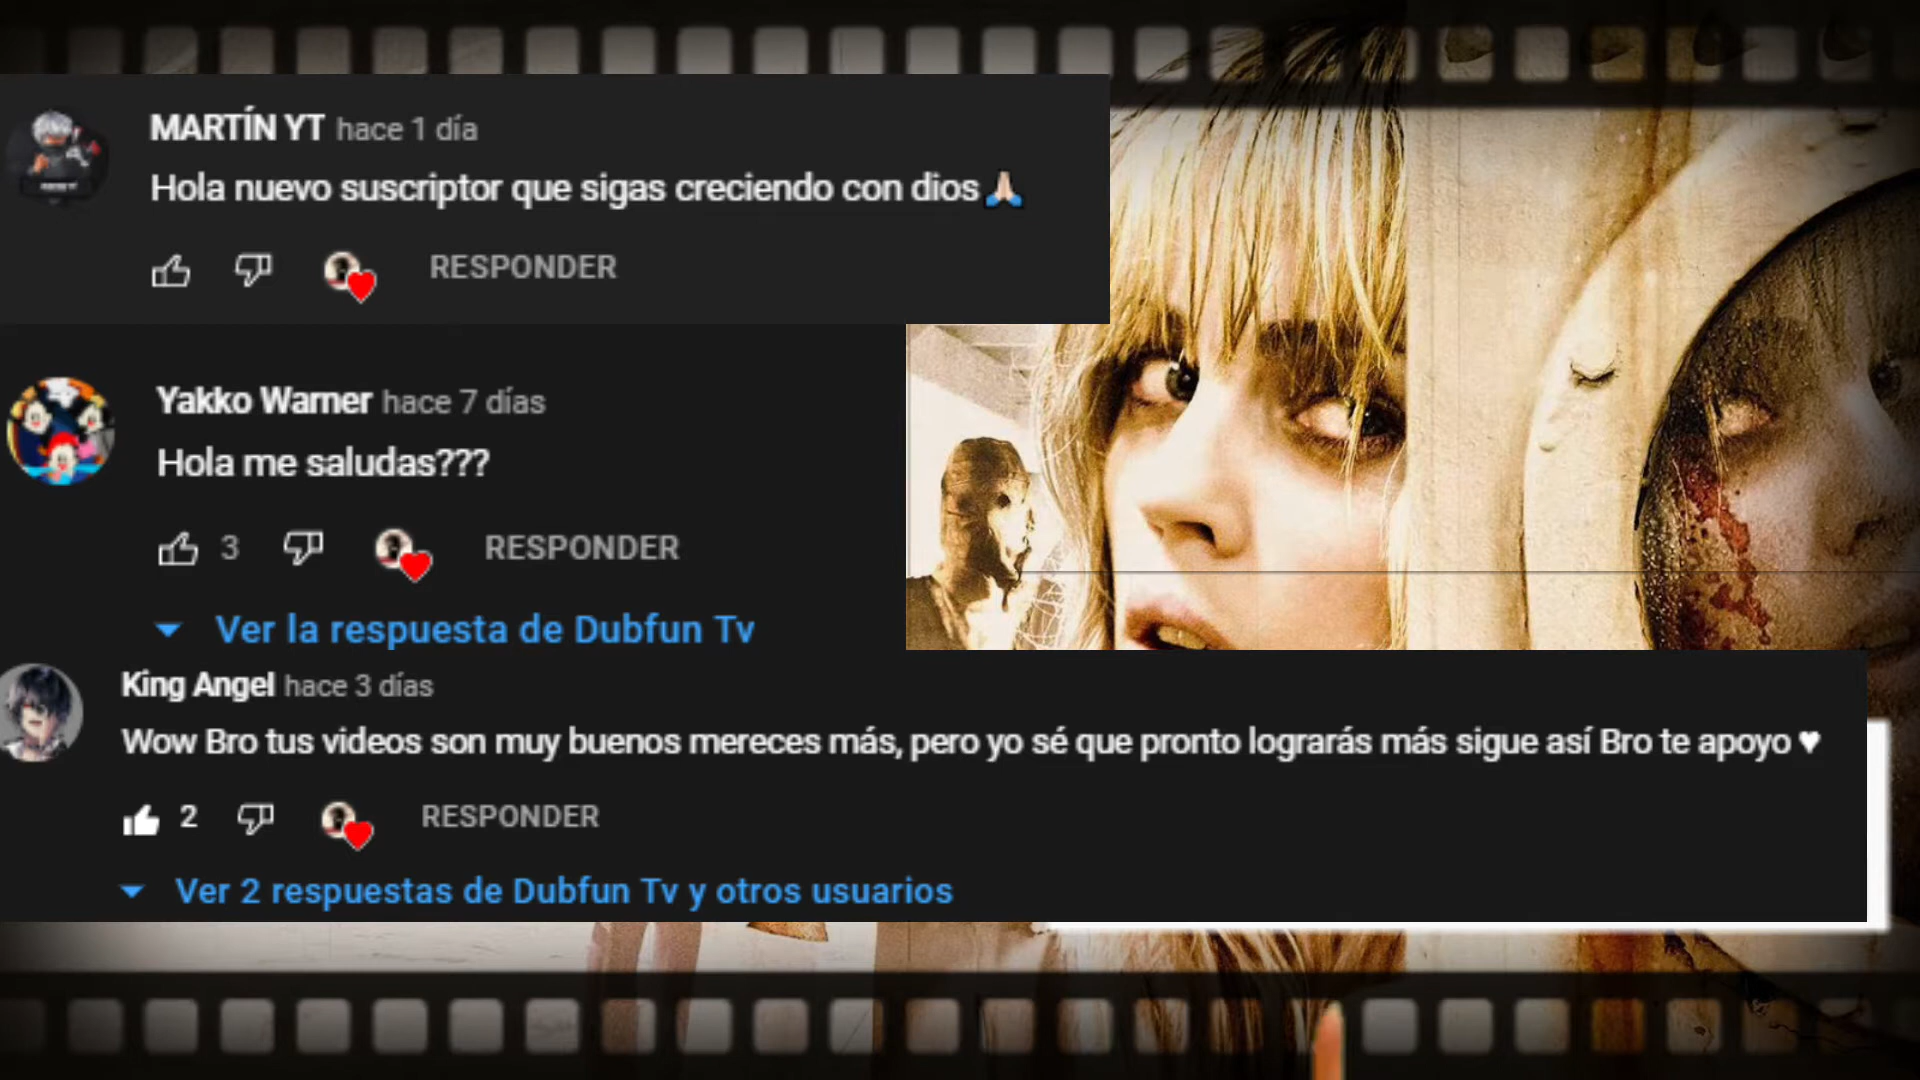 MARTÍN YT hace 1 día
Hola nuevo suscriptor que sigas creciendo con dios🙏🏻
RESPONDER
Yakko Warner hace 7 días
Hola me saludas???
3 RESPONDER
Ver la respuesta de Dubfun Tv
King Angel hace 3 días
Wow Bro tus videos son muy buenos mereces más, pero yo sé que pronto lograrás más sigue así Bro te apoyo ♥
2 RESPONDER
Ver 2 respuestas de Dubfun Tv y otros usuarios